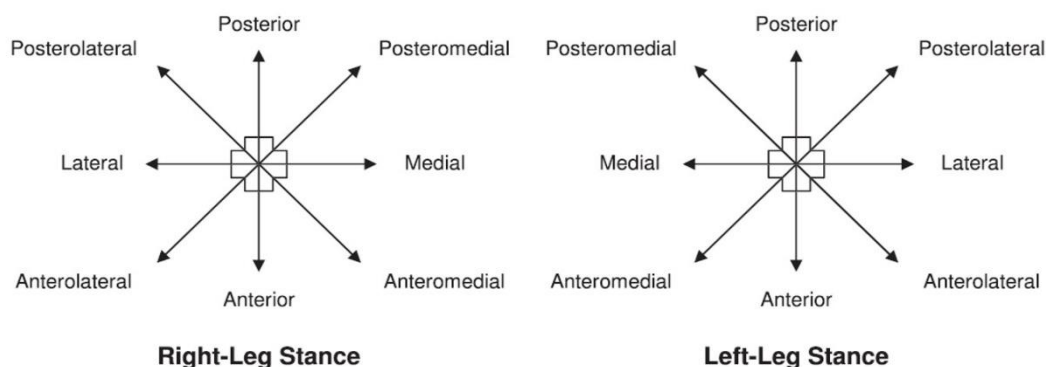 Posterior
Posterolateral
Posteromedial
Lateral
Medial
Anterolateral
Anteromedial
Anterior
Right-Leg Stance
Posterior
Posteromedial
Posterolateral
Medial
Lateral
Anteromedial
Anterolateral
Anterior
Left-Leg Stance